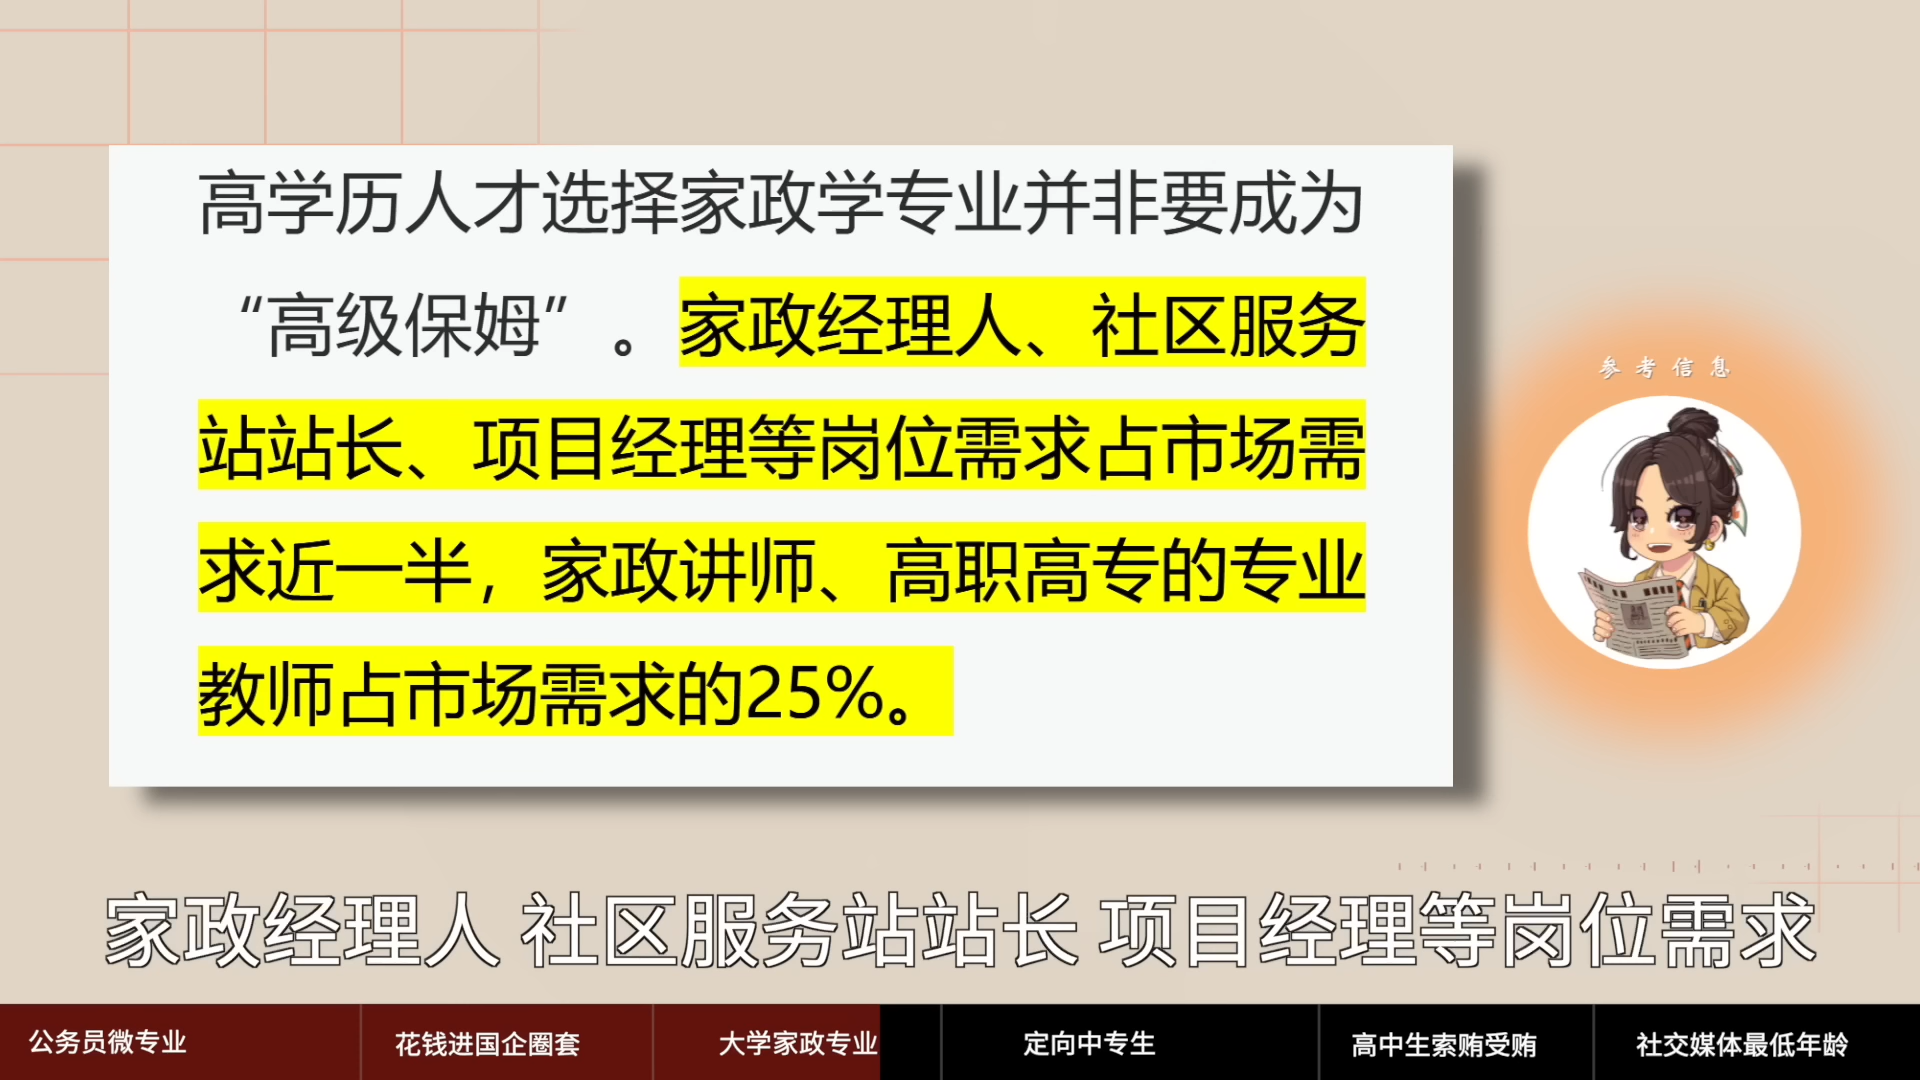 高学历人才选择家政学专业并非要成为
“高级保姆”。家政经理人、社区服务
站站长、项目经理等岗位需求占市场需
求近一半，家政讲师、高职高专的专业
教师占市场需求的25%。
参考信息
家政经理人 社区服务站站长 项目经理等岗位需求
公务员微专业
花钱进国企圈套
大学家政专业
定向中专生
高中生索贿受贿
社交媒体最低年龄